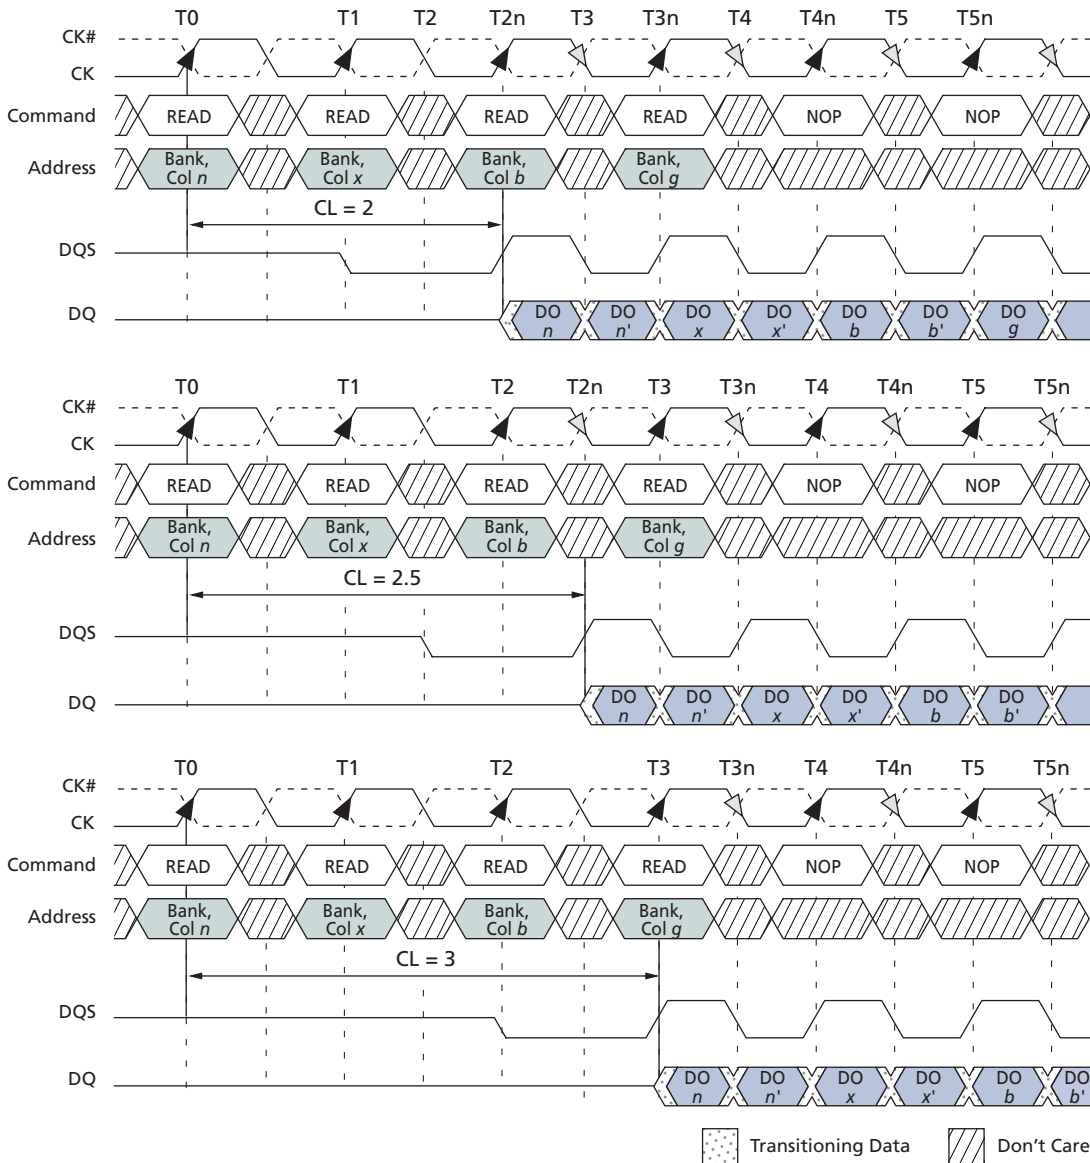 T0 T1 T2 T2n T3 T3n T4 T4n T5 T5n
CK#
CK
Command READ READ READ READ NOP NOP
Address Bank, Col n Bank, Col x Bank, Col b Bank, Col g
CL = 2
DQS
DQ DO n DO n' DO x DO x' DO b DO b' DO g
T0 T1 T2 T2n T3 T3n T4 T4n T5 T5n
CK#
CK
Command READ READ READ READ NOP NOP
Address Bank, Col n Bank, Col x Bank, Col b Bank, Col g
CL = 2.5
DQS
DQ DO n DO n' DO x DO x' DO b DO b'
T0 T1 T2 T3 T3n T4 T4n T5 T5n
CK#
CK
Command READ READ READ READ NOP NOP
Address Bank, Col n Bank, Col x Bank, Col b Bank, Col g
CL = 3
DQS
DQ DO n DO n' DO x DO x' DO b DO b'
Transitioning Data Don't Care